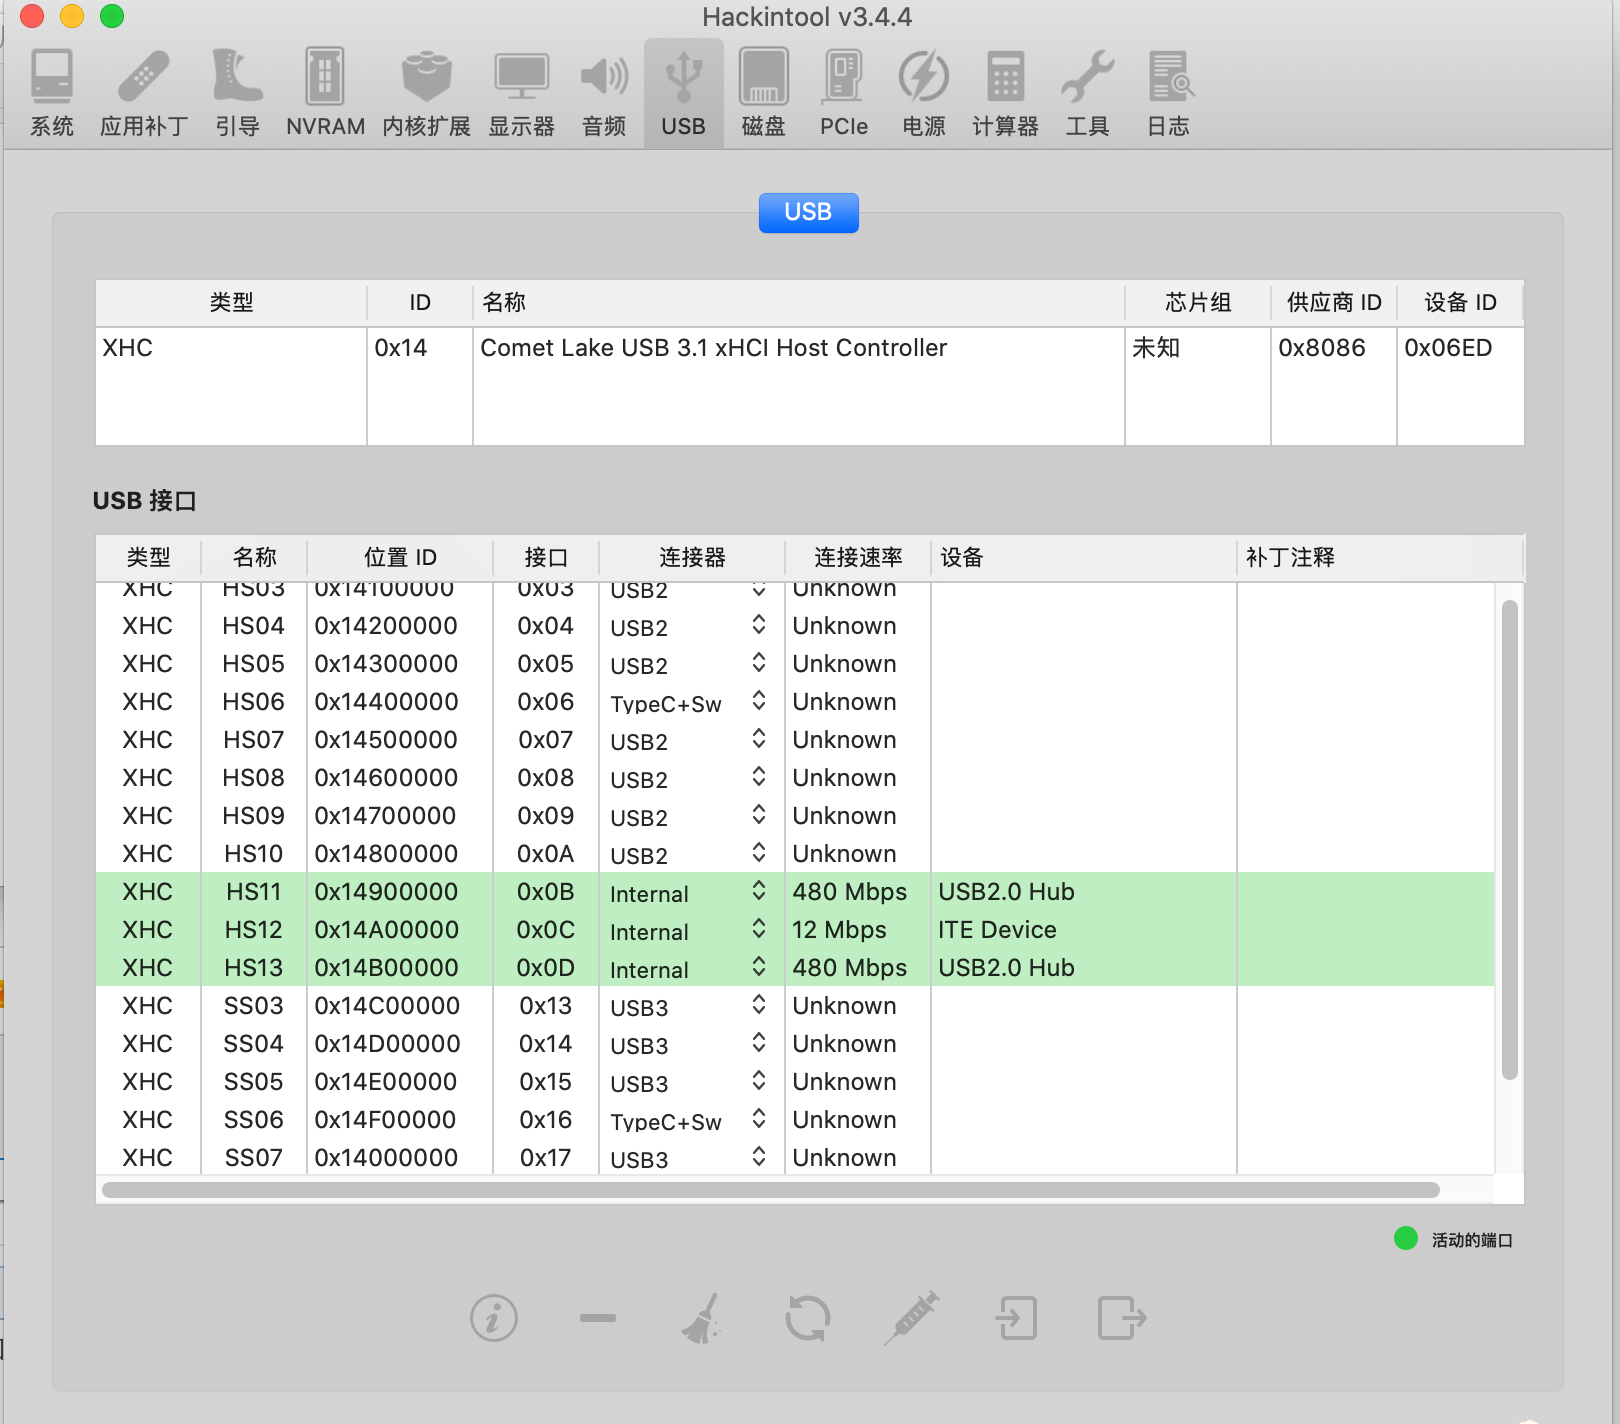 Hackintool v3.4.4
系统 应用补丁 引导 NVRAM 内核扩展 显示器 音频 USB 磁盘 PCIe 电源 计算器 工具 日志
USB
类型 ID 名称 芯片组 供应商 ID 设备 ID
XHC 0x14 Comet Lake USB 3.1 xHCI Host Controller 未知 0x8086 0x06ED
USB 接口
类型 名称 位置 ID 接口 连接器 连接速率 设备 补丁注释
XHC HS03 0x14100000 0x03 USB2 Unknown
XHC HS04 0x14200000 0x04 USB2 Unknown
XHC HS05 0x14300000 0x05 USB2 Unknown
XHC HS06 0x14400000 0x06 TypeC+Sw Unknown
XHC HS07 0x14500000 0x07 USB2 Unknown
XHC HS08 0x14600000 0x08 USB2 Unknown
XHC HS09 0x14700000 0x09 USB2 Unknown
XHC HS10 0x14800000 0x0A USB2 Unknown
XHC HS11 0x14900000 0x0B Internal 480 Mbps USB2.0 Hub
XHC HS12 0x14A00000 0x0C Internal 12 Mbps ITE Device
XHC HS13 0x14B00000 0x0D Internal 480 Mbps USB2.0 Hub
XHC SS03 0x14C00000 0x13 USB3 Unknown
XHC SS04 0x14D00000 0x14 USB3 Unknown
XHC SS05 0x14E00000 0x15 USB3 Unknown
XHC SS06 0x14F00000 0x16 TypeC+Sw Unknown
XHC SS07 0x14000000 0x17 USB3 Unknown
活动的端口